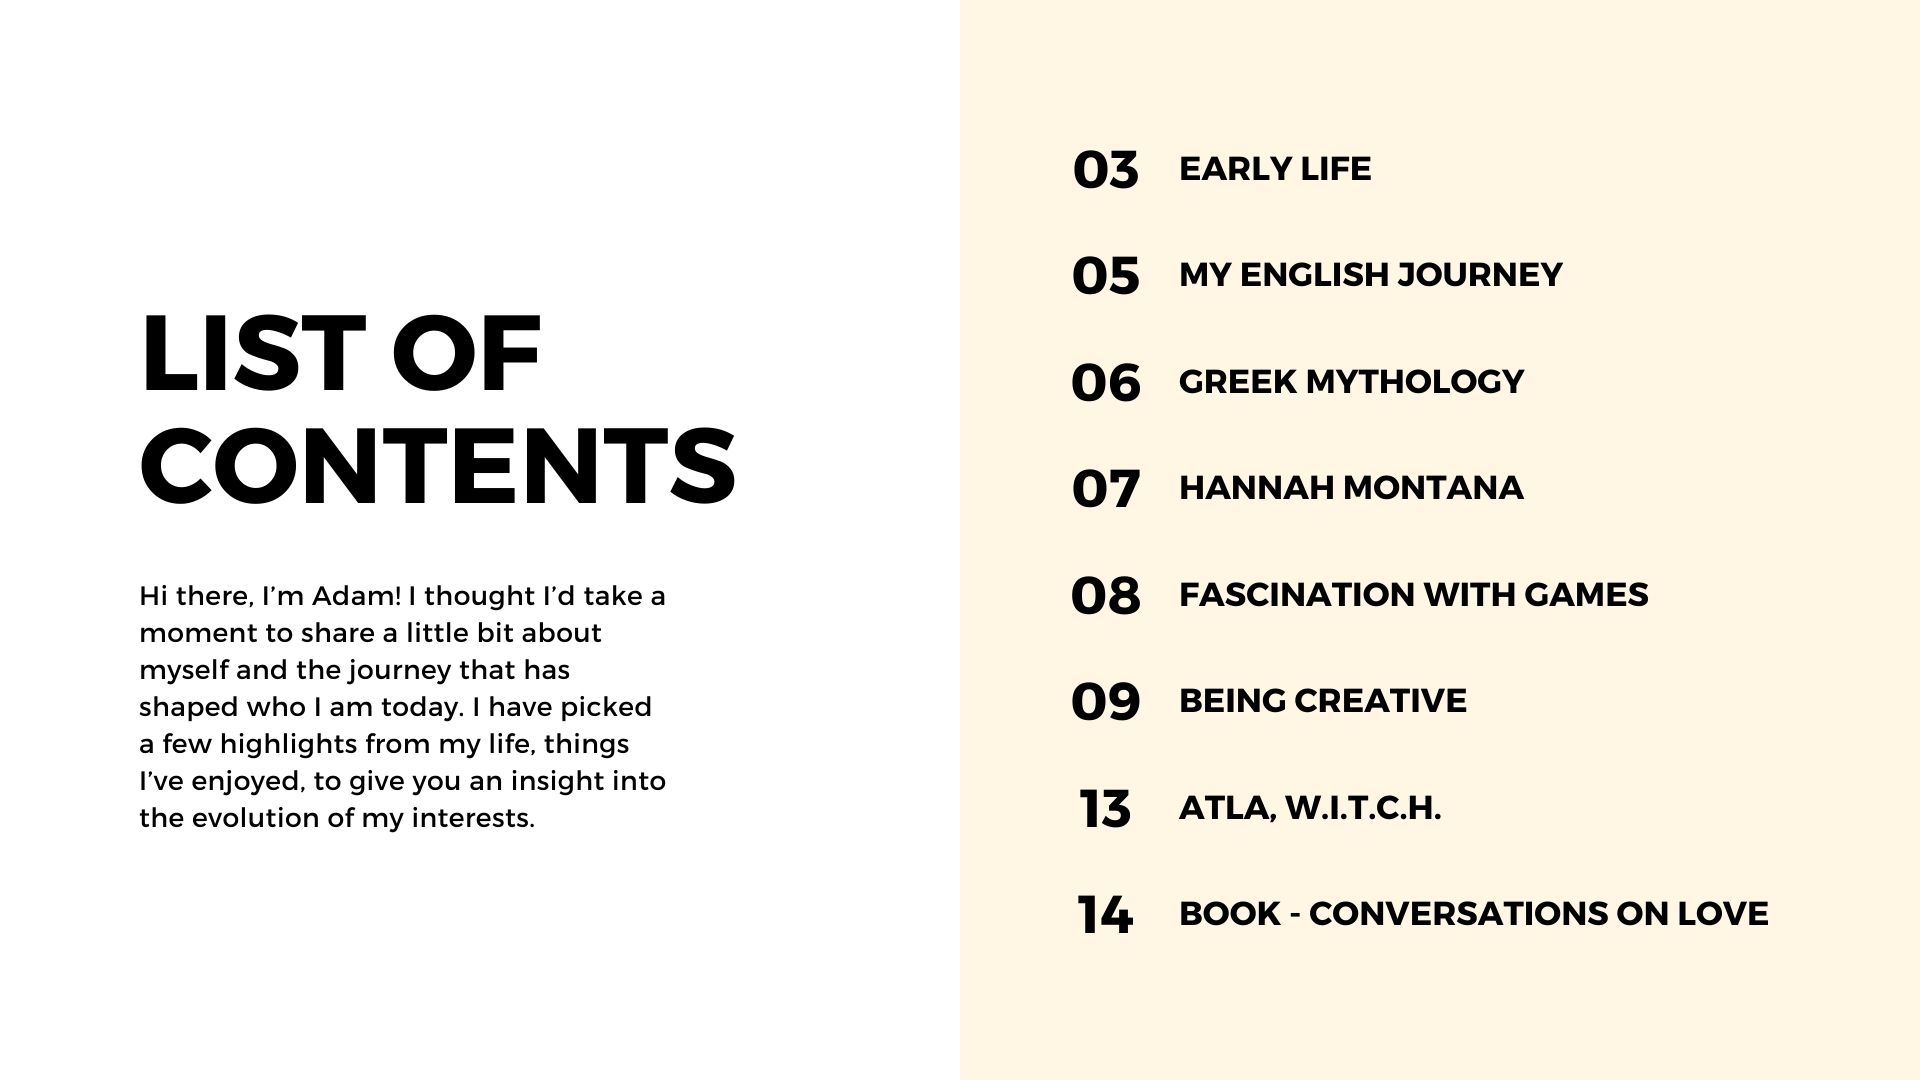 LIST OF
CONTENTS
Hi there, I’m Adam! I thought I’d take a
moment to share a little bit about
myself and the journey that has
shaped who I am today. I have picked
a few highlights from my life, things
I’ve enjoyed, to give you an insight into
the evolution of my interests.
03 EARLY LIFE
05 MY ENGLISH JOURNEY
06 GREEK MYTHOLOGY
07 HANNAH MONTANA
08 FASCINATION WITH GAMES
09 BEING CREATIVE
13 ATLA, W.I.T.C.H.
14 BOOK - CONVERSATIONS ON LOVE